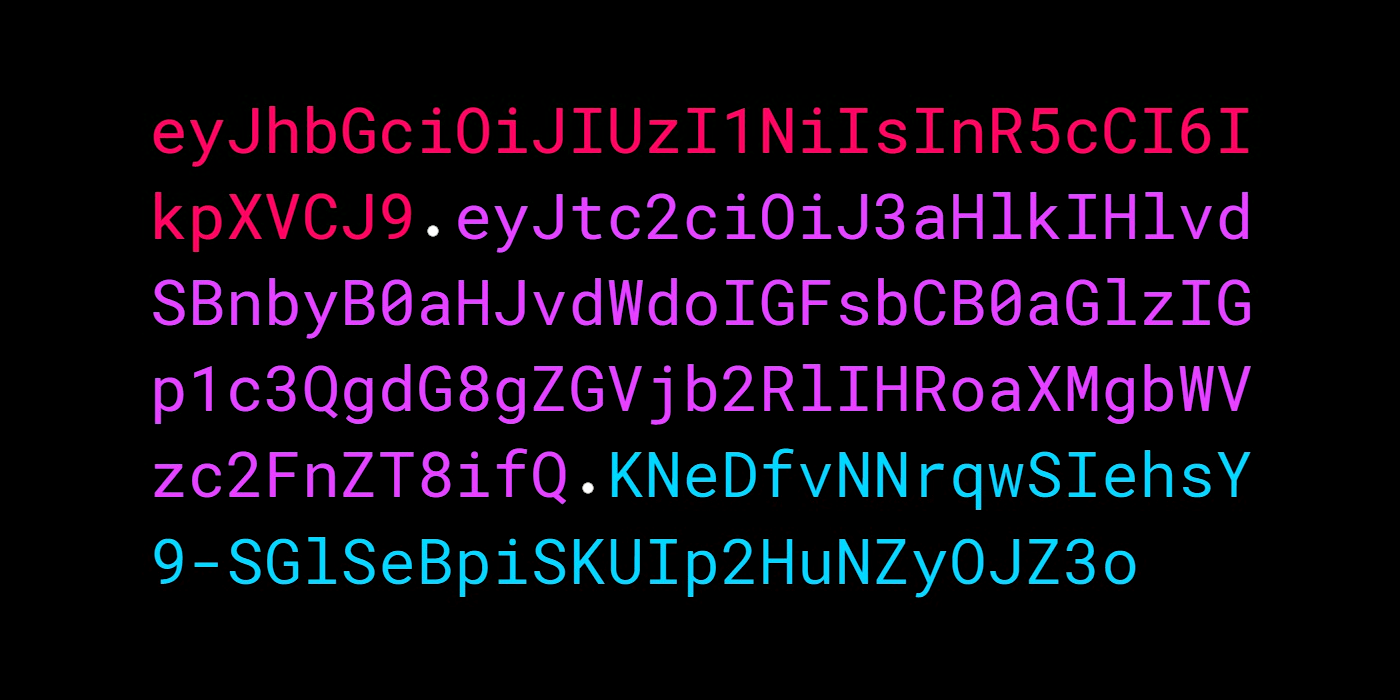 eyJhbGciOiJIUzI1NiIsInR5cCI6I
kpXVCJ9.eyJtc2ciOiJ3aHlkIHlvd
SBnbyB0aHJvdWdoIGFsbCB0aGlzIG
p1c3QgdG8gZGVjb2RlIHRoaXMgbWV
zc2FnZT8ifQ.KNeDfvNNrqwSIehsY
9-SGlSeBpiSKUIp2HuNZyOJZ3o